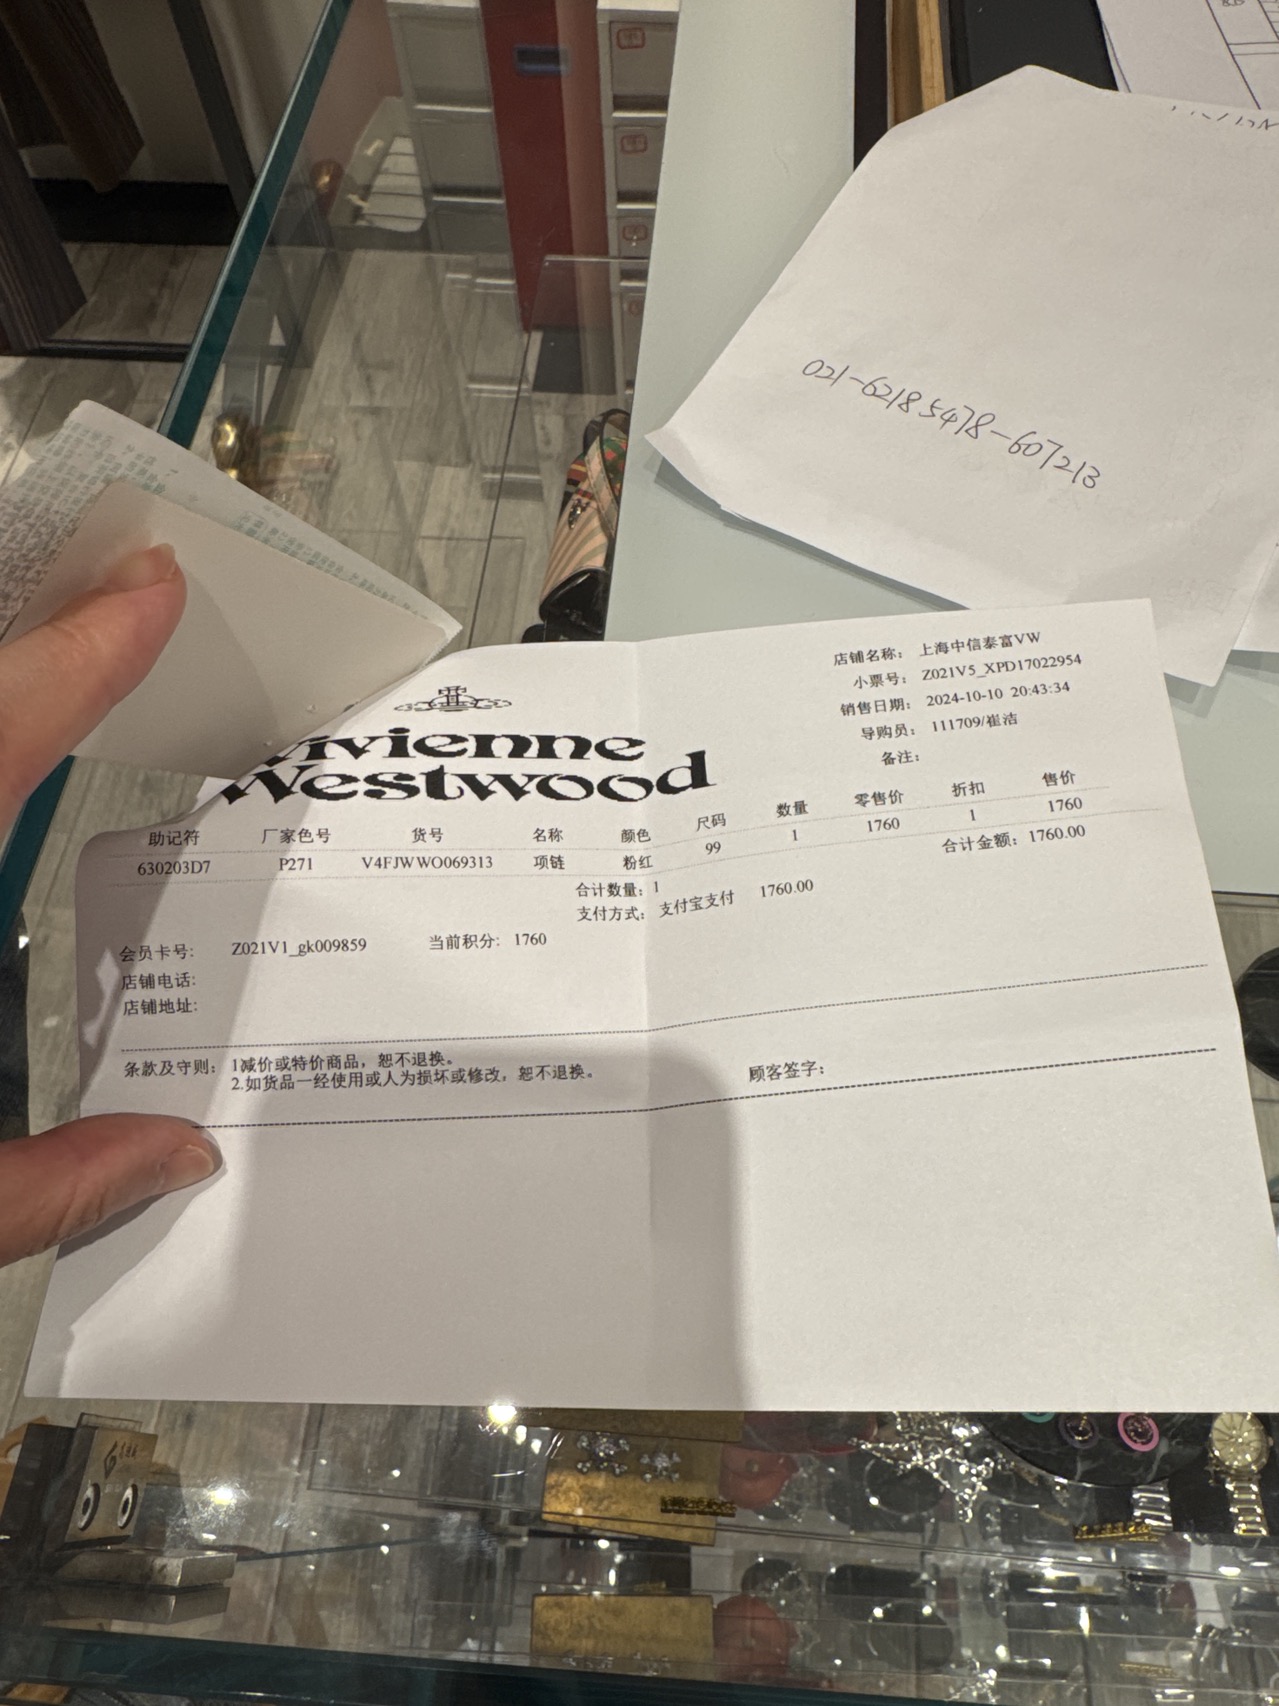 021-62185478-607213
Vivienne
Westwood
店铺名称： 上海中信泰富VW
小票号： Z021V5_XPD17022954
销售日期： 2024-10-10 20:43:34
导购员： 111709/崔洁
备注：
助记符 厂家色号 货号 名称 颜色 尺码 数量 零售价 折扣 售价
630203D7 P271 V4FJWWO069313 项链 粉红 99 1 1760 1 1760
合计数量： 1 合计金额： 1760.00
支付方式： 支付宝支付 1760.00
会员卡号: Z021V1_gk009859 当前积分: 1760
店铺电话:
店铺地址:
条款及守则： 1减价或特价商品，恕不退换。
2.如货品一经使用或人为损坏或修改，恕不退换。
顾客签字：